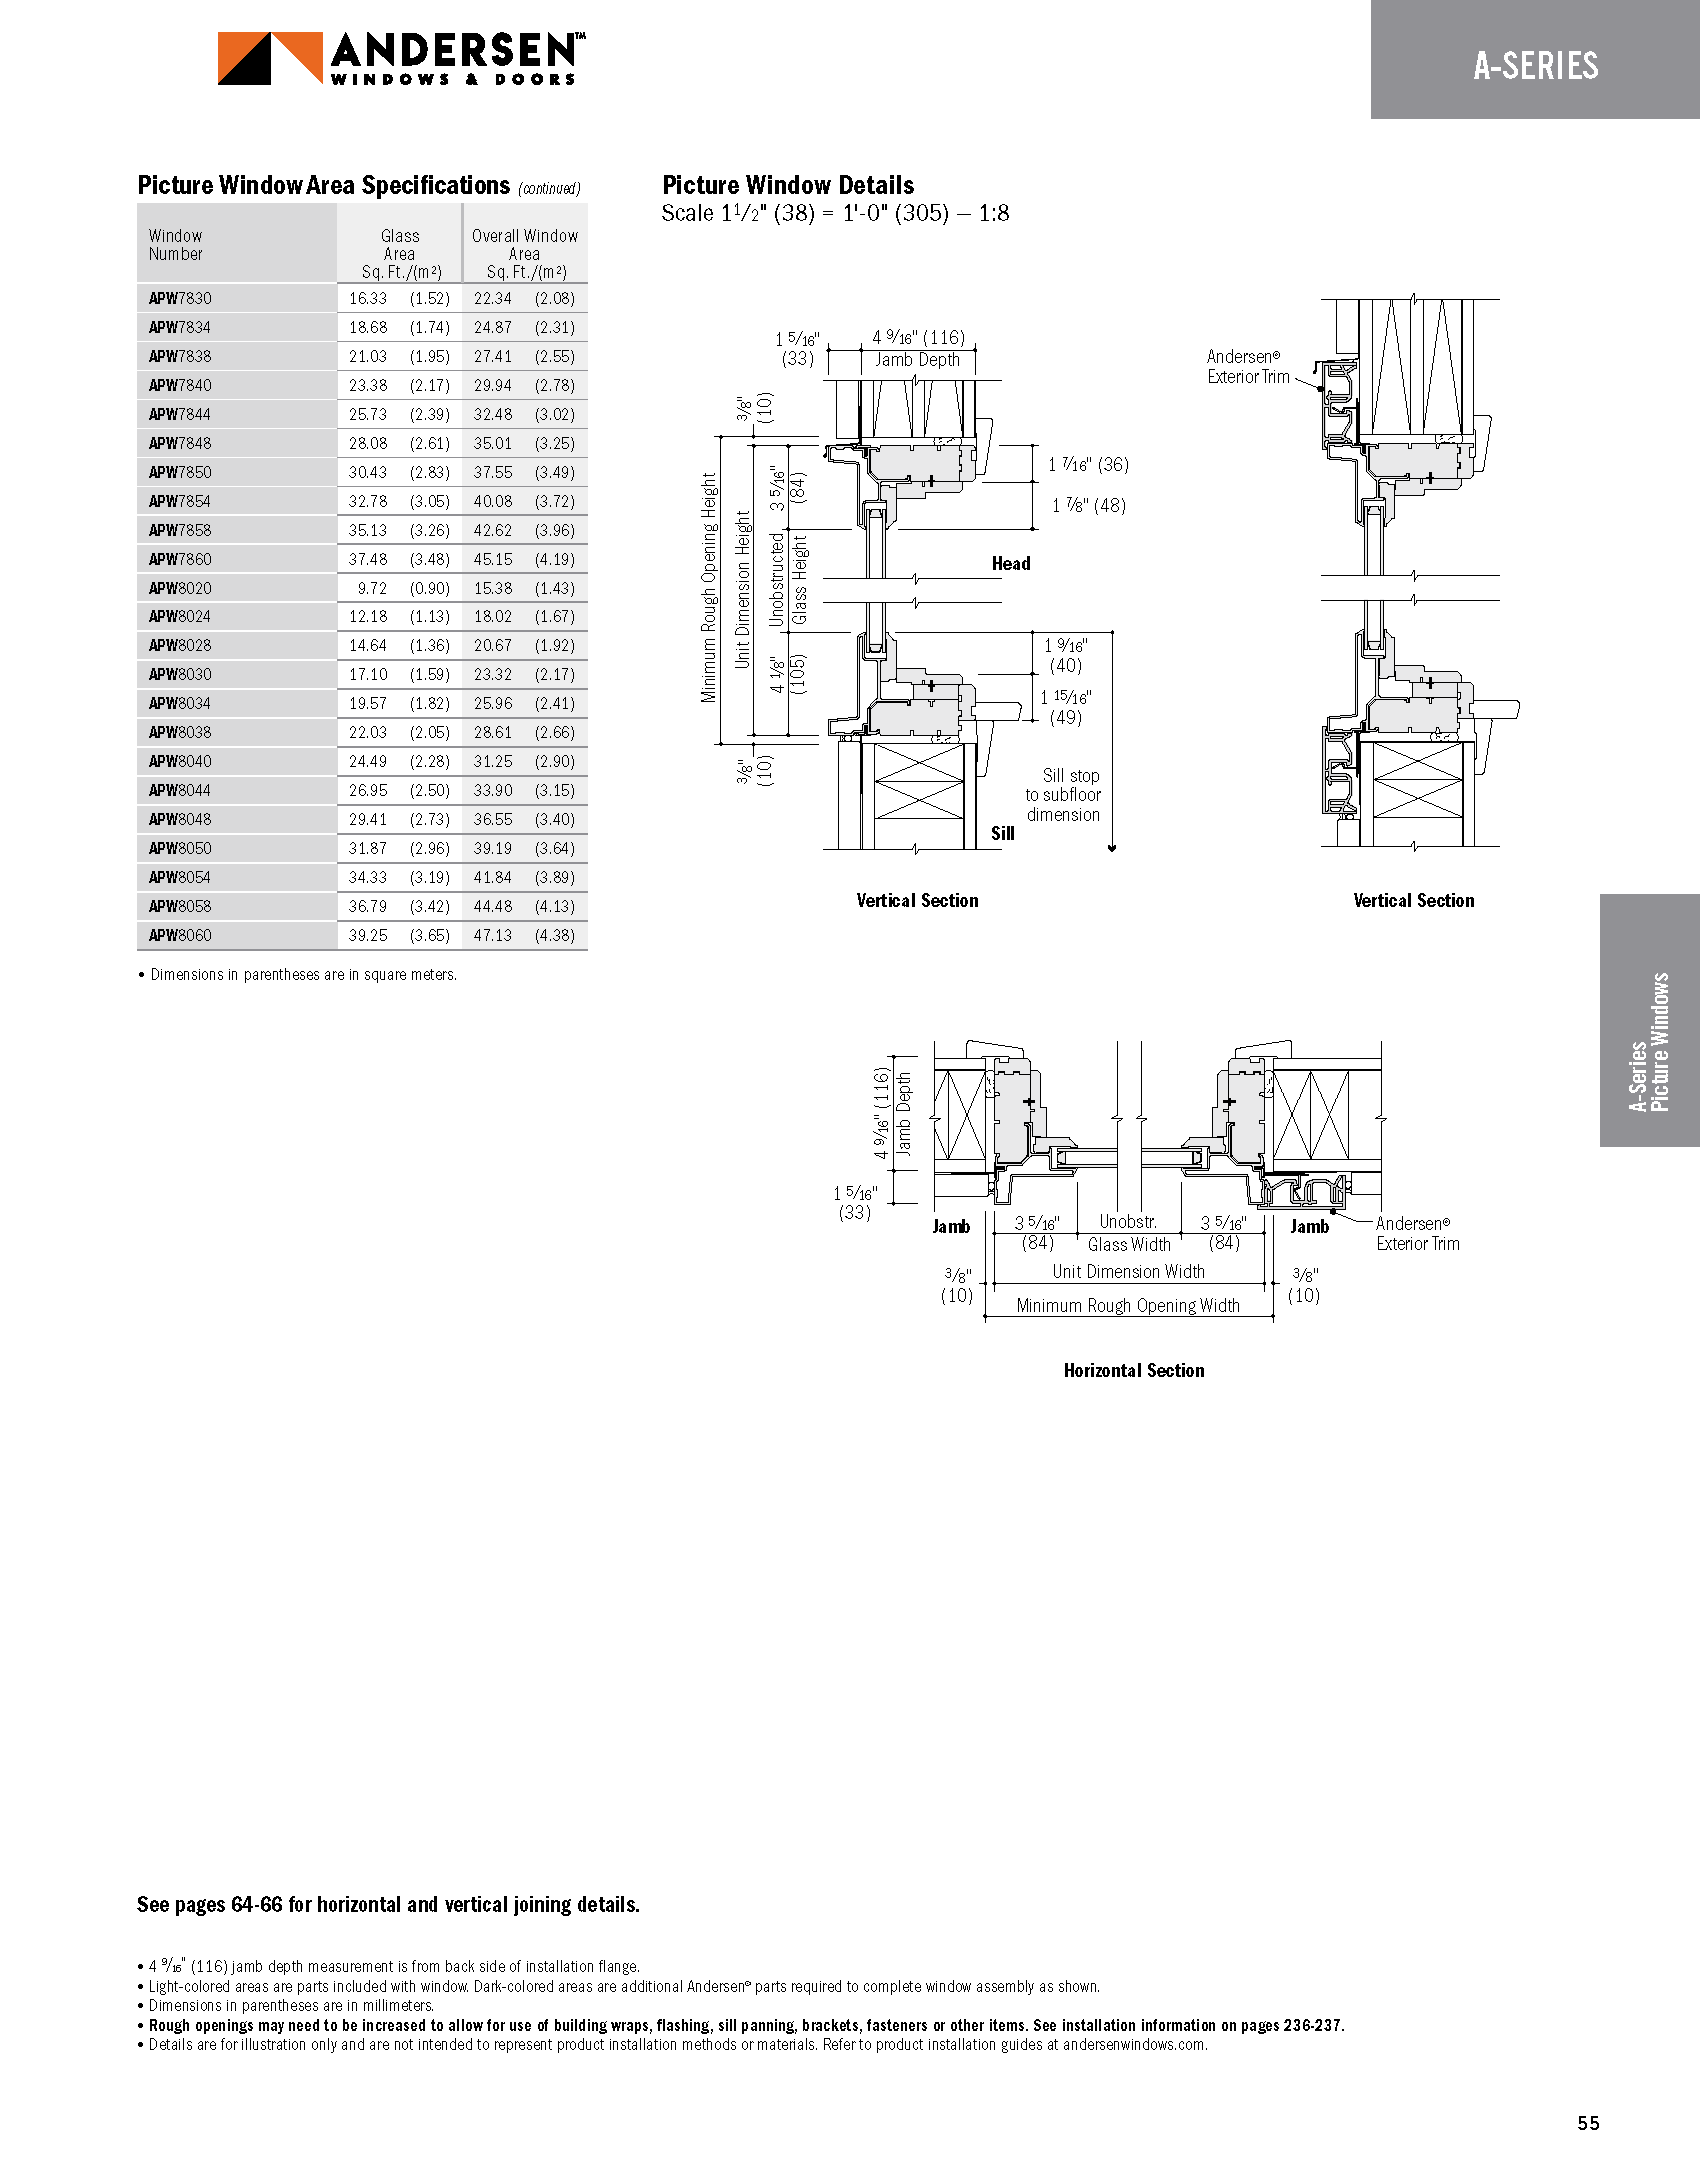 ANDERSEN™
WINDOWS & DOORS
A-SERIES
Picture Window Area Specifications (continued)
Window Number
Glass Area Sq. Ft./(m²)
Overall Window Area Sq. Ft./(m²)
APW7830 16.33 (1.52) 22.34 (2.08)
APW7834 18.68 (1.74) 24.87 (2.31)
APW7838 21.03 (1.95) 27.41 (2.55)
APW7840 23.38 (2.17) 29.94 (2.78)
APW7844 25.73 (2.39) 32.48 (3.02)
APW7848 28.08 (2.61) 35.01 (3.25)
APW7850 30.43 (2.83) 37.55 (3.49)
APW7854 32.78 (3.05) 40.08 (3.72)
APW7858 35.13 (3.26) 42.62 (3.96)
APW7860 37.48 (3.48) 45.15 (4.19)
APW8020 9.72 (0.90) 15.38 (1.43)
APW8024 12.18 (1.13) 18.02 (1.67)
APW8028 14.64 (1.36) 20.67 (1.92)
APW8030 17.10 (1.59) 23.32 (2.17)
APW8034 19.57 (1.82) 25.96 (2.41)
APW8038 22.03 (2.05) 28.61 (2.66)
APW8040 24.49 (2.28) 31.25 (2.90)
APW8044 26.95 (2.50) 33.90 (3.15)
APW8048 29.41 (2.73) 36.55 (3.40)
APW8050 31.87 (2.96) 39.19 (3.64)
APW8054 34.33 (3.19) 41.84 (3.89)
APW8058 36.79 (3.42) 44.48 (4.13)
APW8060 39.25 (3.65) 47.13 (4.38)
• Dimensions in parentheses are in square meters.
Picture Window Details
Scale 1 1/2" (38) = 1'-0" (305) – 1:8
1 5/16"
(33)
4 9/16" (116)
Jamb Depth
3/8"
(10)
Minimum Rough Opening Height
Unit Dimension Height
3 5/16"
(84)
Unobstructed
Glass Height
4 1/8"
(105)
3/8"
(10)
1 7/16" (36)
1 7/8" (48)
Head
1 9/16"
(40)
1 15/16"
(49)
Sill stop
to subfloor
dimension
Sill
Vertical Section
Andersen®
Exterior Trim
Vertical Section
A-Series
Picture Windows
4 9/16" (116)
Jamb Depth
1 5/16"
(33)
Jamb
3 5/16"
(84)
Unobstr.
Glass Width
3 5/16"
(84)
Jamb
Andersen®
Exterior Trim
3/8"
(10)
Unit Dimension Width
3/8"
(10)
Minimum Rough Opening Width
Horizontal Section
See pages 64-66 for horizontal and vertical joining details.
• 4 9/16" (116) jamb depth measurement is from back side of installation flange.
• Light-colored areas are parts included with window. Dark-colored areas are additional Andersen® parts required to complete window assembly as shown.
• Dimensions in parentheses are in millimeters.
• Rough openings may need to be increased to allow for use of building wraps, flashing, sill panning, brackets, fasteners or other items. See installation information on pages 236-237.
• Details are for illustration only and are not intended to represent product installation methods or materials. Refer to product installation guides at andersenwindows.com.
55